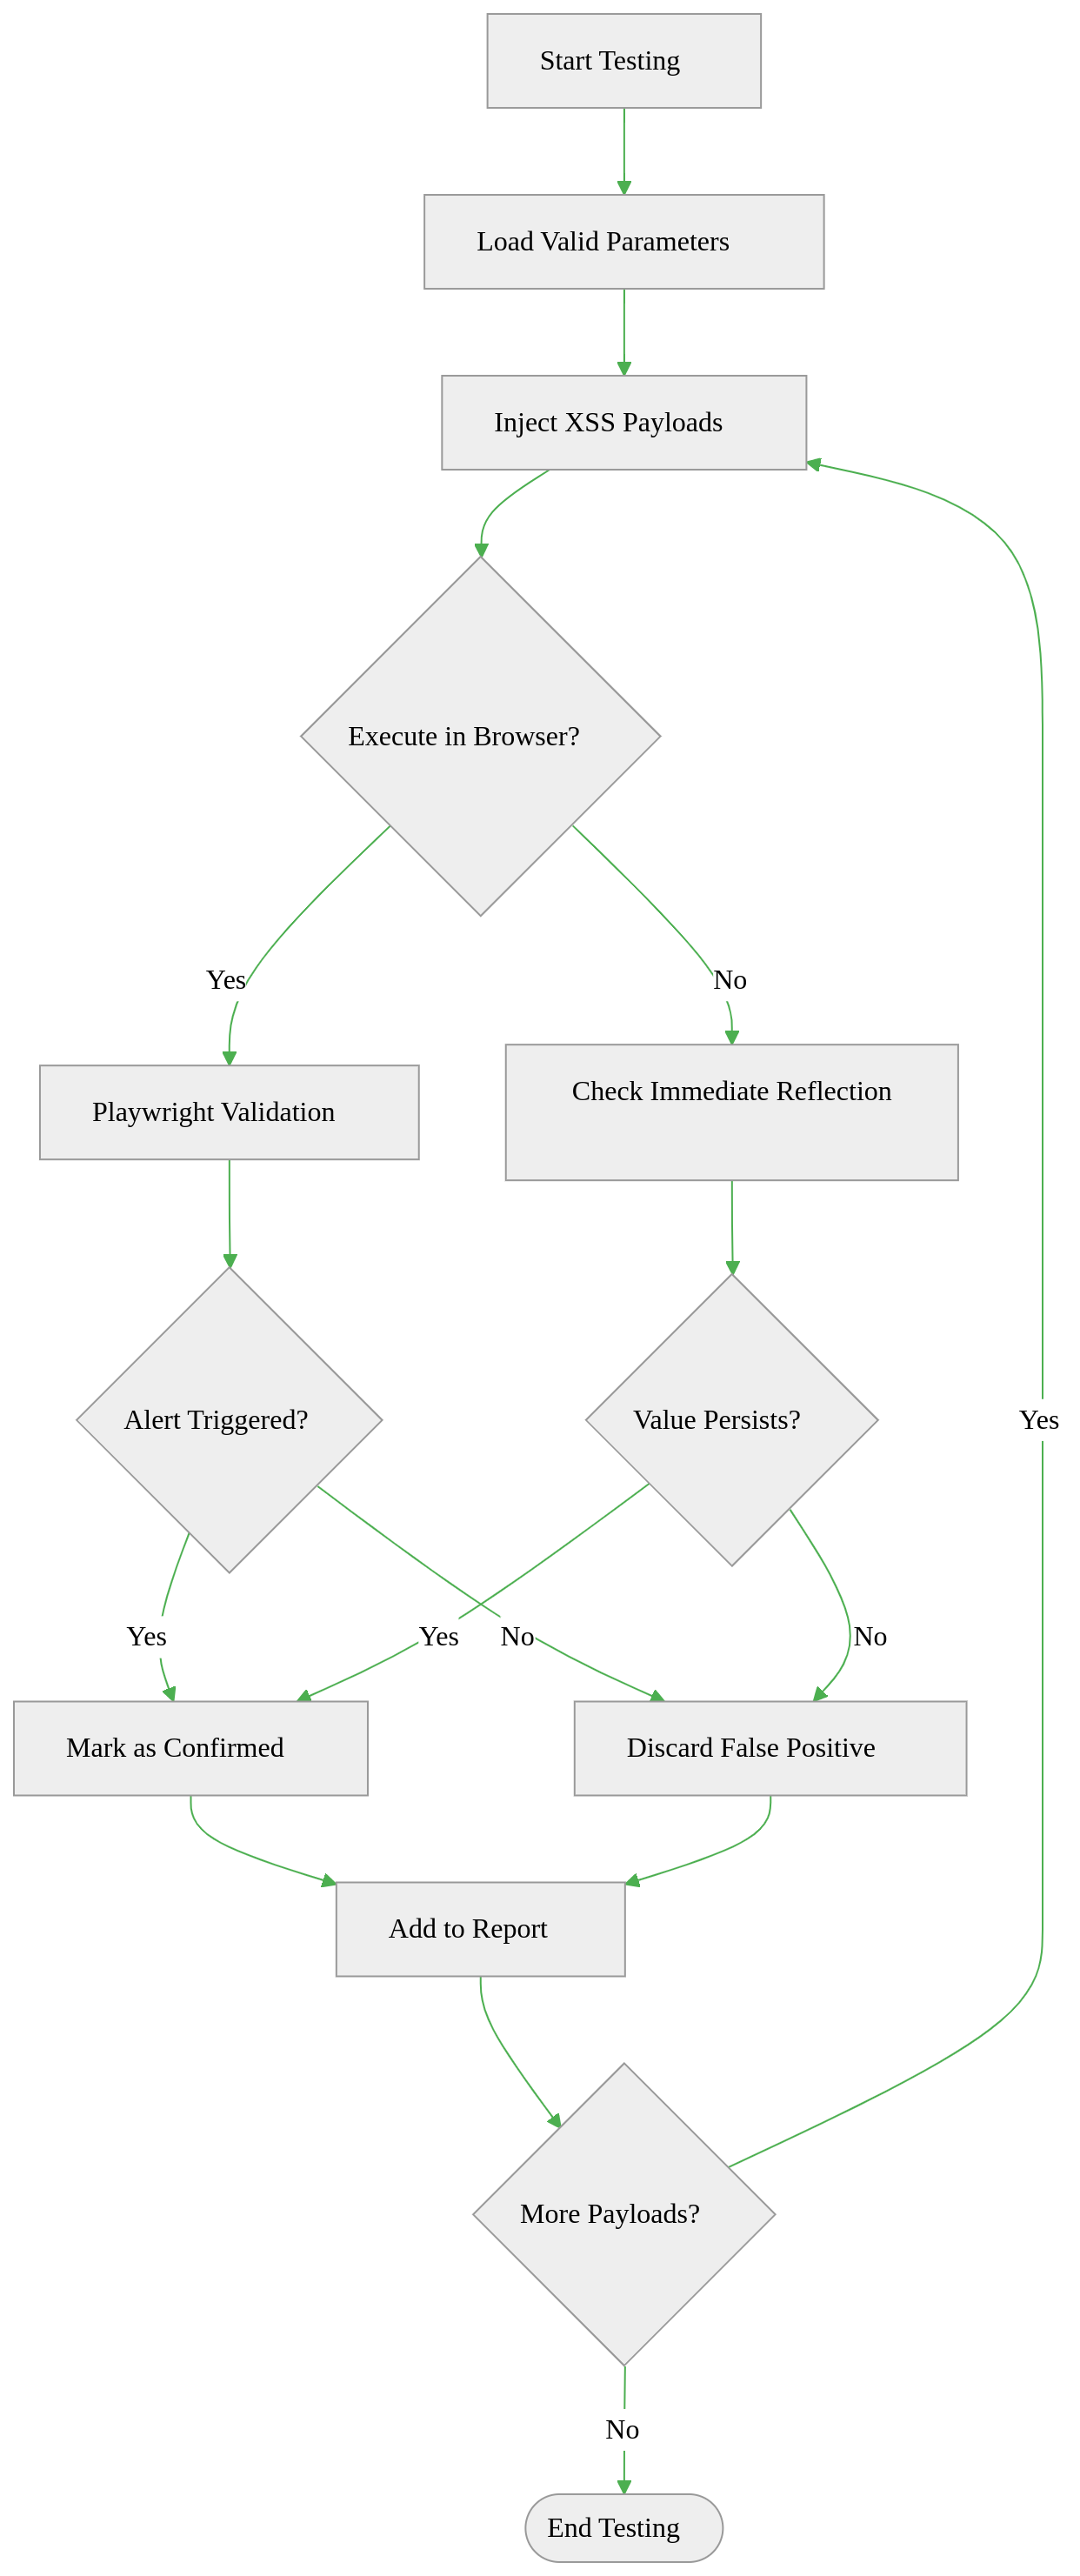 Start Testing
Load Valid Parameters
Inject XSS Payloads
Execute in Browser?
Yes
No
Playwright Validation
Check Immediate Reflection
Alert Triggered?
Value Persists?
Yes
Yes
Yes
No
No
Mark as Confirmed
Discard False Positive
Add to Report
More Payloads?
No
End Testing